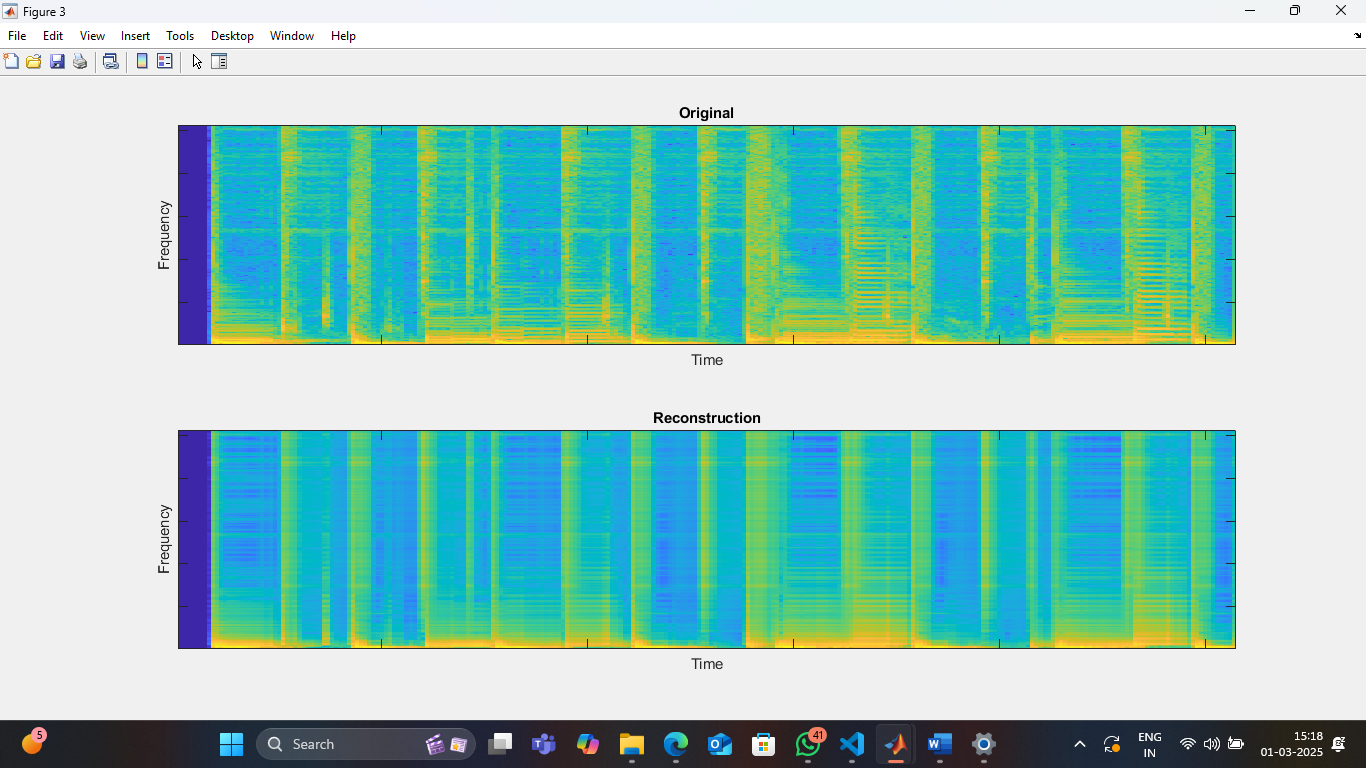 Figure 3
File Edit View Insert Tools Desktop Window Help
Original
Frequency
Time
Reconstruction
Frequency
Time
5
Search
41
ENG
IN
15:18
01-03-2025